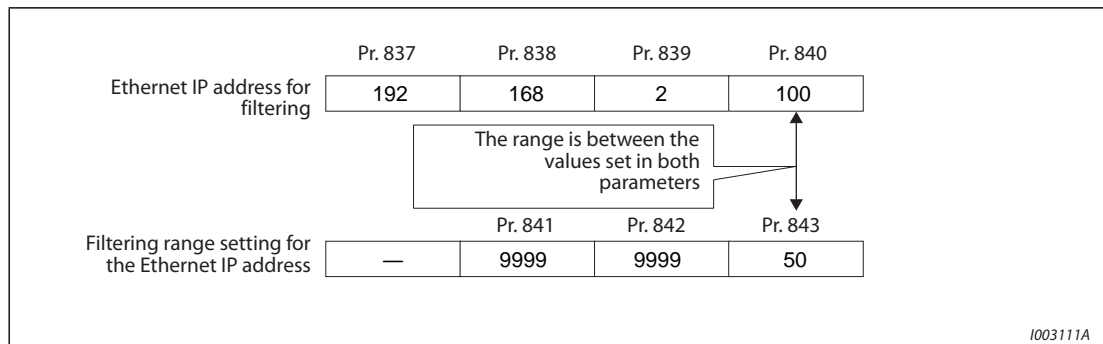 Pr. 837 Pr. 838 Pr. 839 Pr. 840
Ethernet IP address for
filtering
192 168 2 100
The range is between the
values set in both
parameters
Pr. 841 Pr. 842 Pr. 843
Filtering range setting for
the Ethernet IP address
— 9999 9999 50
I003111A